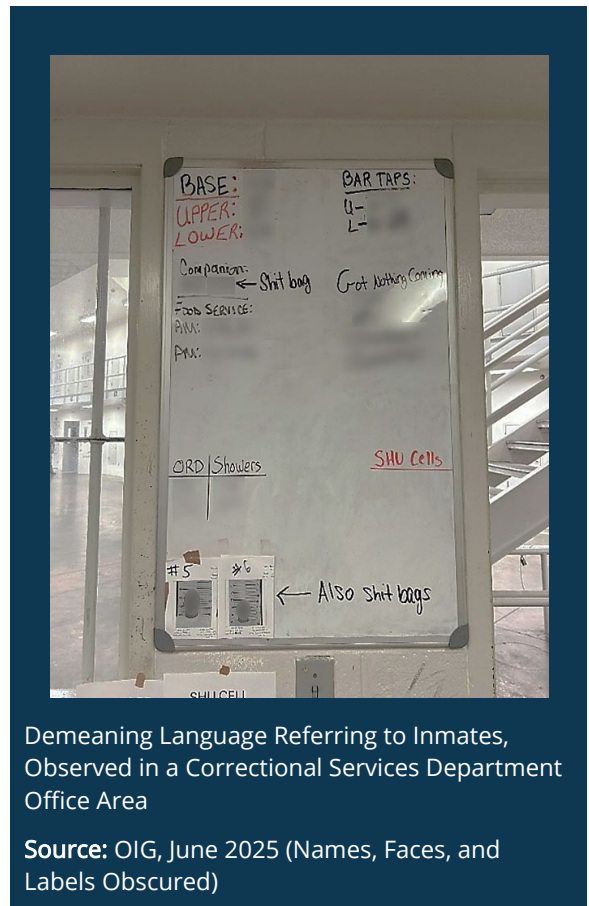 BASE:
UPPER:
LOWER:
BAR TAPS:
U-
L-
Companion:
← Shit bag
Got Nothing Coming
FOOD SERVICE:
AM:
PM:
ORD | Showers
SHU Cells
#5
#6
← Also shit bags
SHU CELL
Demeaning Language Referring to Inmates,
Observed in a Correctional Services Department
Office Area
Source: OIG, June 2025 (Names, Faces, and
Labels Obscured)